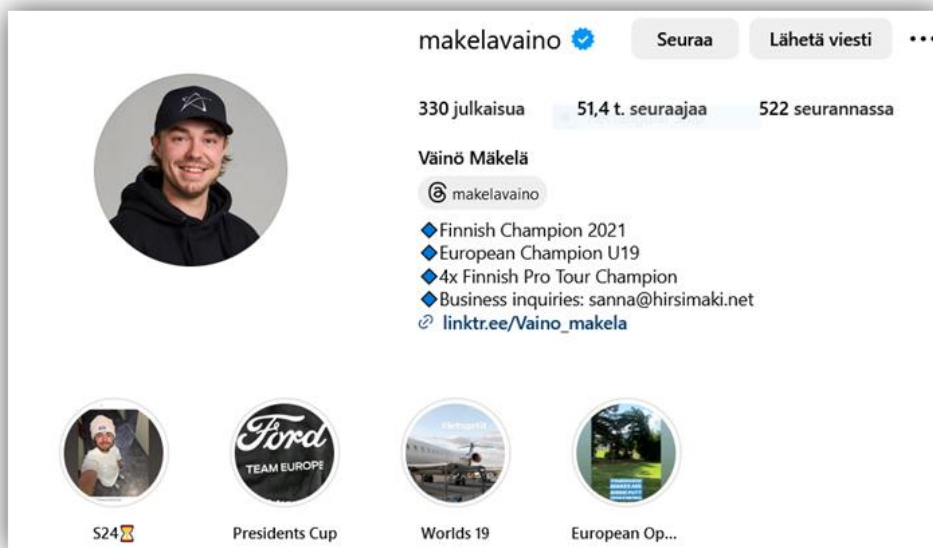 makelavaino
Seuraa
Lähetä viesti
330 julkaisua
51,4 t. seuraajaa
522 seurannassa
Väinö Mäkelä
makelavaino
🔷Finnish Champion 2021
🔷European Champion U19
🔷4x Finnish Pro Tour Champion
🔷Business inquiries: sanna@hirsimaki.net
linktr.ee/Vaino_makela
Ford
TEAM EUROPE
S24⌛
Presidents Cup
Worlds 19
European Op...